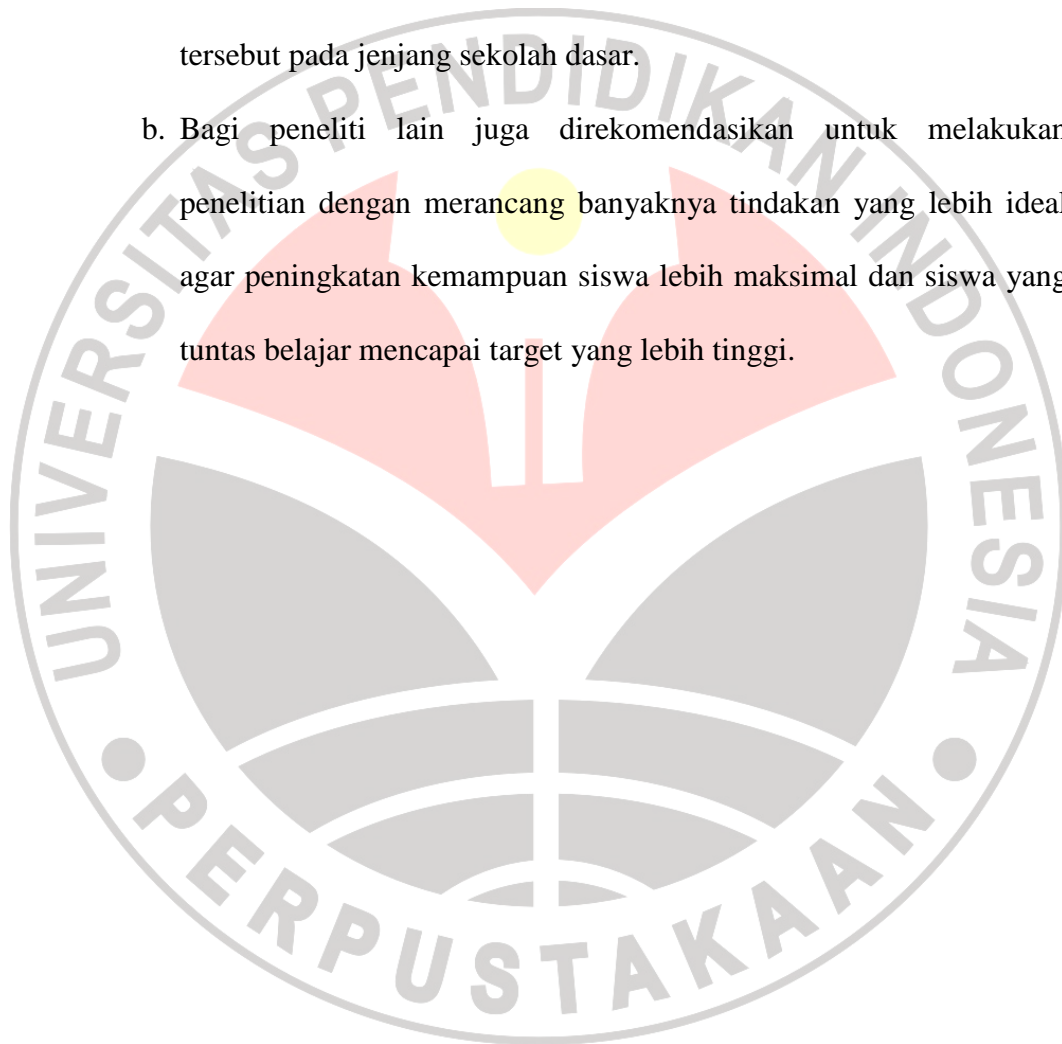 tersebut pada jenjang sekolah dasar.
b. Bagi peneliti lain juga direkomendasikan untuk melakukan
penelitian dengan merancang banyaknya tindakan yang lebih ideal
agar peningkatan kemampuan siswa lebih maksimal dan siswa yang
tuntas belajar mencapai target yang lebih tinggi.
UNIVERSITAS PENDIDIKAN INDONESIA
PERPUSTAKAAN